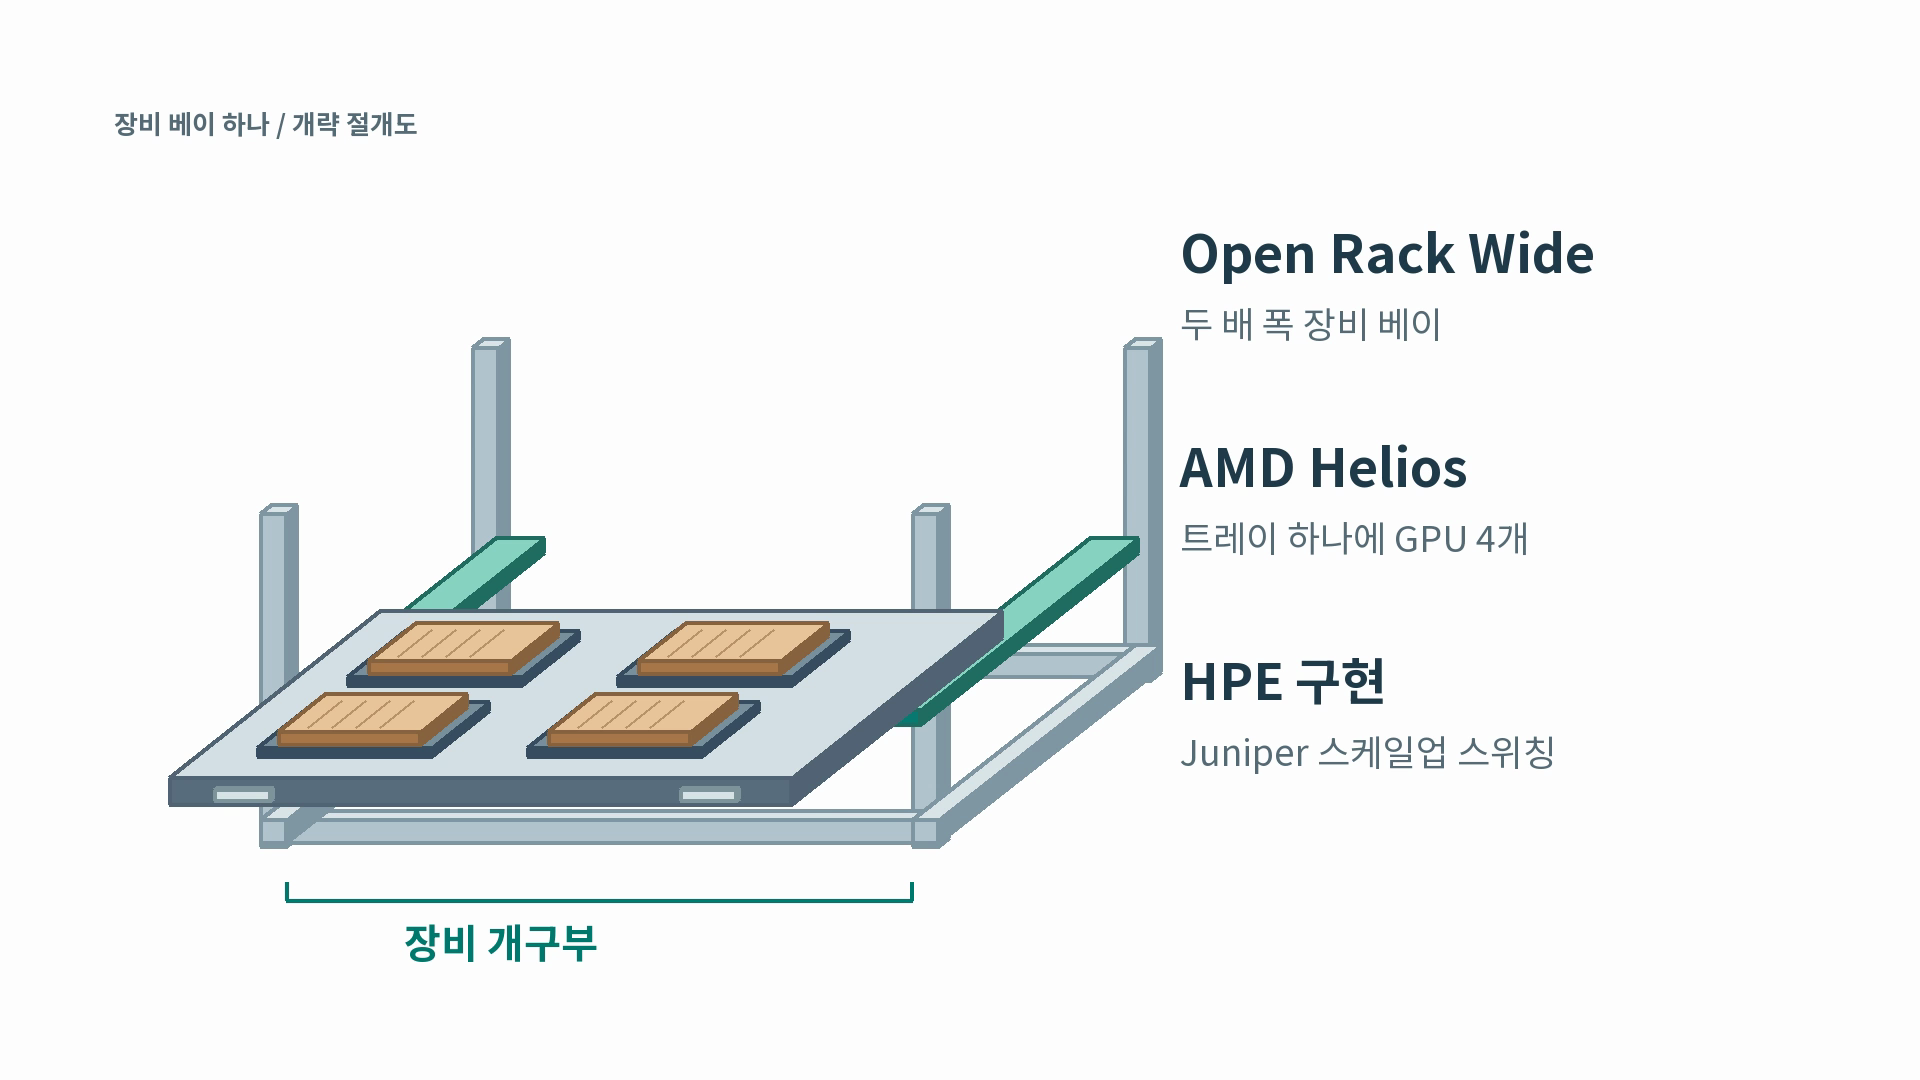 장비 베이 하나 / 개략 절개도
Open Rack Wide
두 배 폭 장비 베이
AMD Helios
트레이 하나에 GPU 4개
HPE 구현
Juniper 스케일업 스위칭
장비 개구부